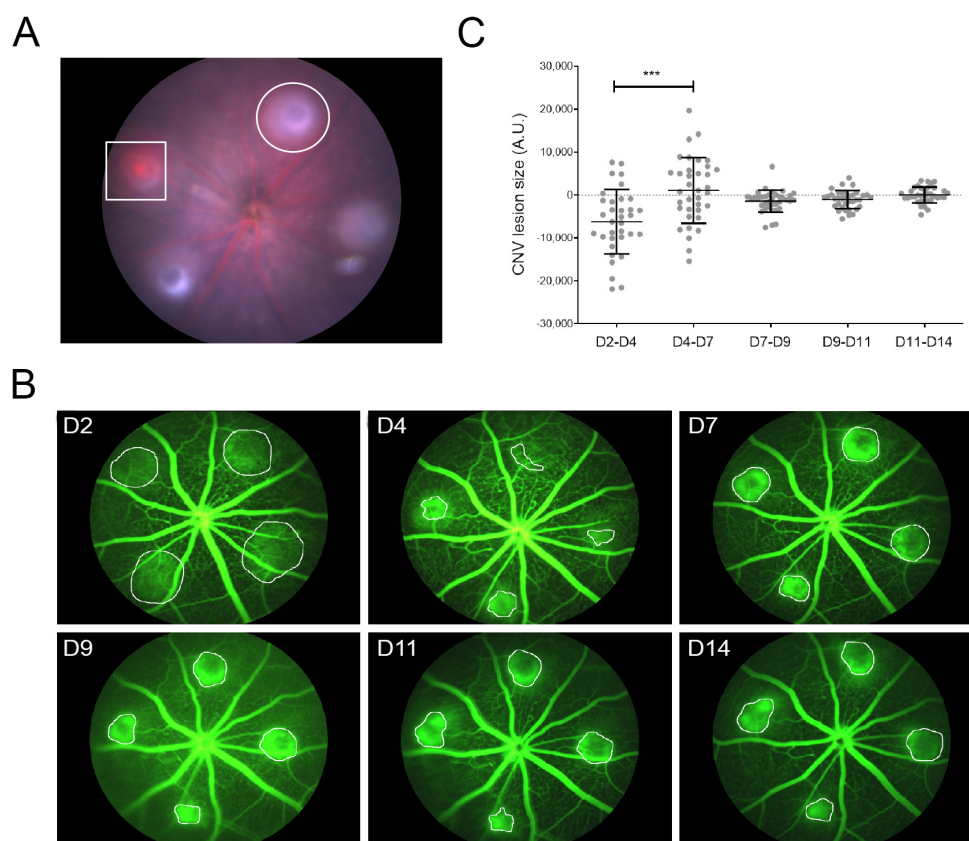 A
C
30,000
***
20,000
10,000
0
-10,000
-20,000
-30,000
CNV lesion size (A.U.)
D2-D4
D4-D7
D7-D9
D9-D11
D11-D14
B
D2
D4
D7
D9
D11
D14